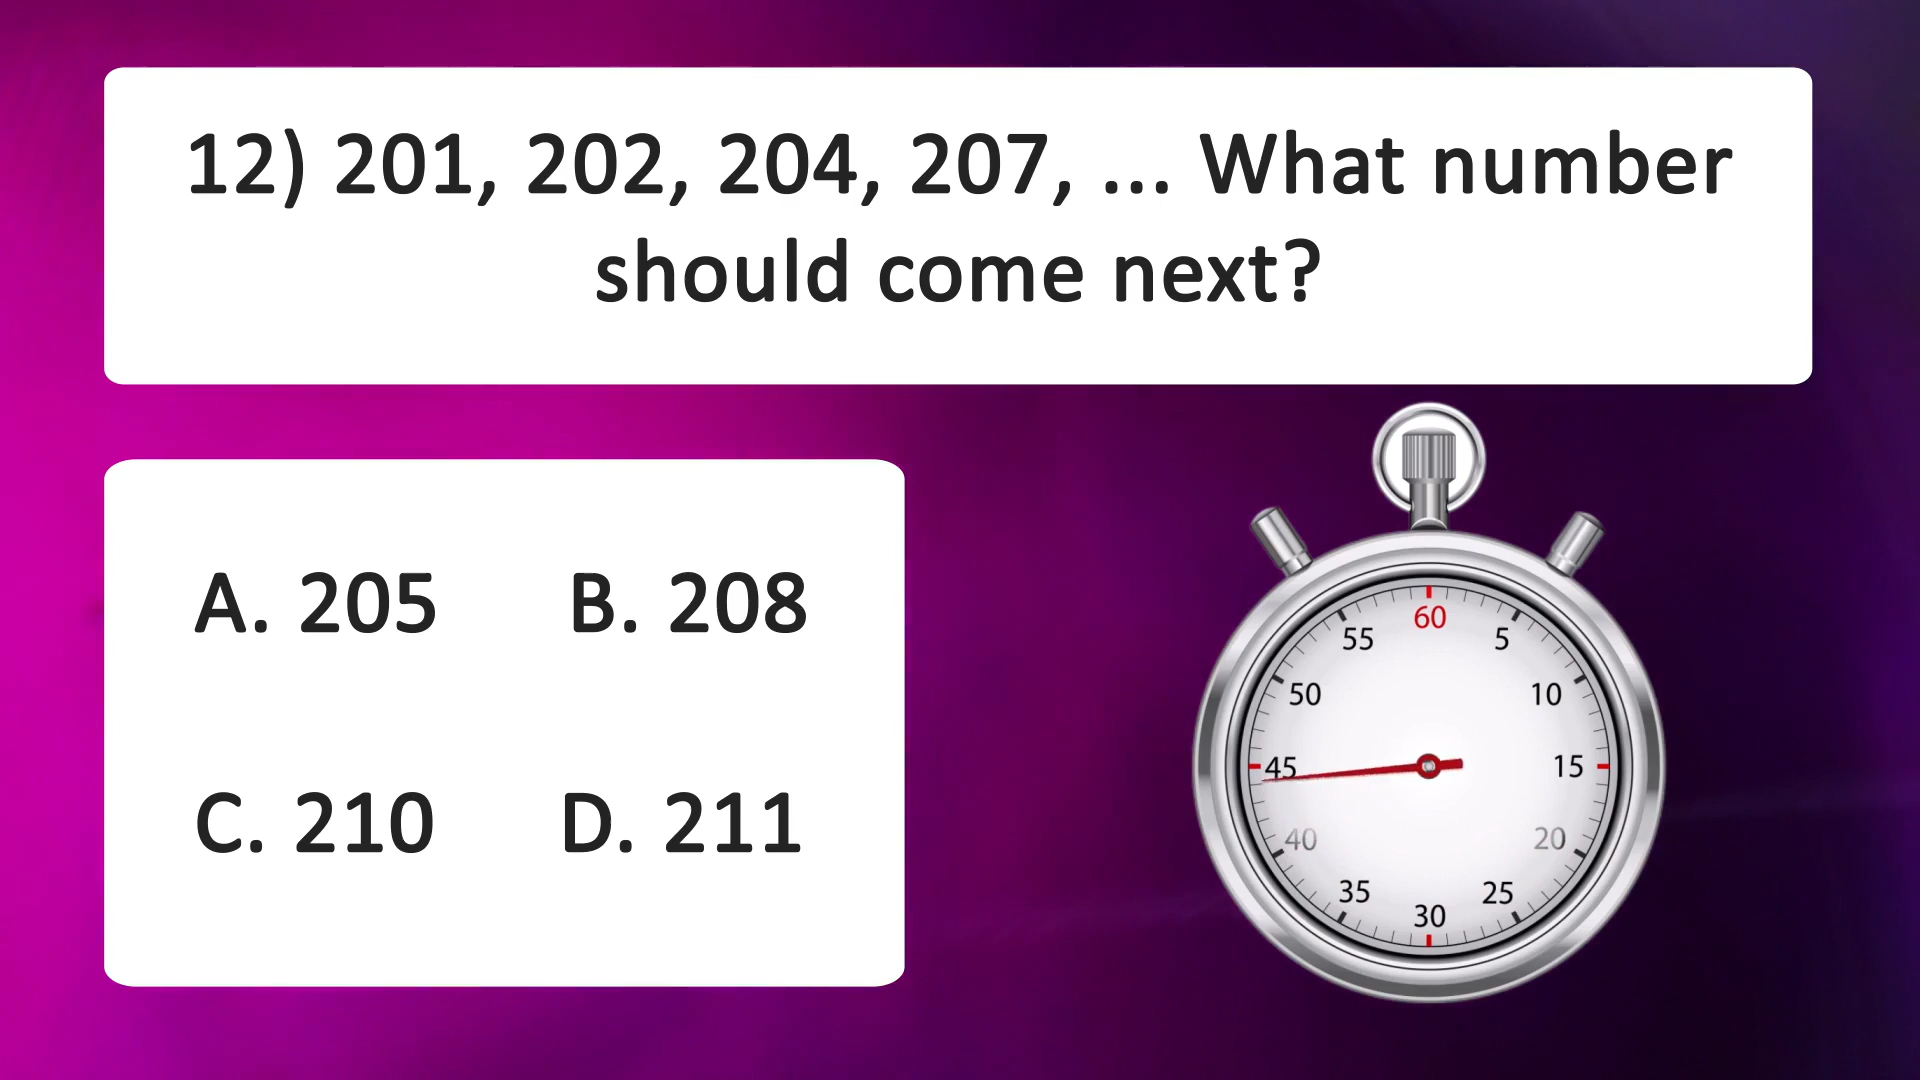 12) 201, 202, 204, 207, ... What number
should come next?
A. 205 B. 208
C. 210 D. 211
60
55 5
50 10
45 15
40 20
35 25
30